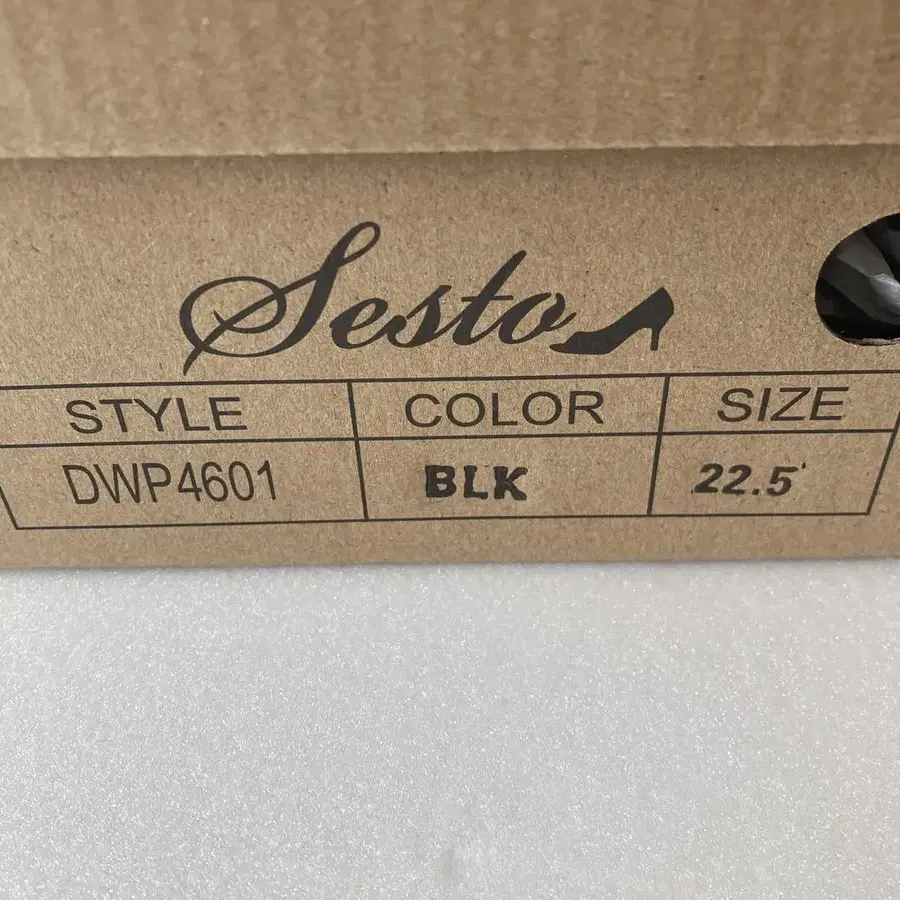 Sesto
STYLE COLOR SIZE
DWP4601 BLK 22.5